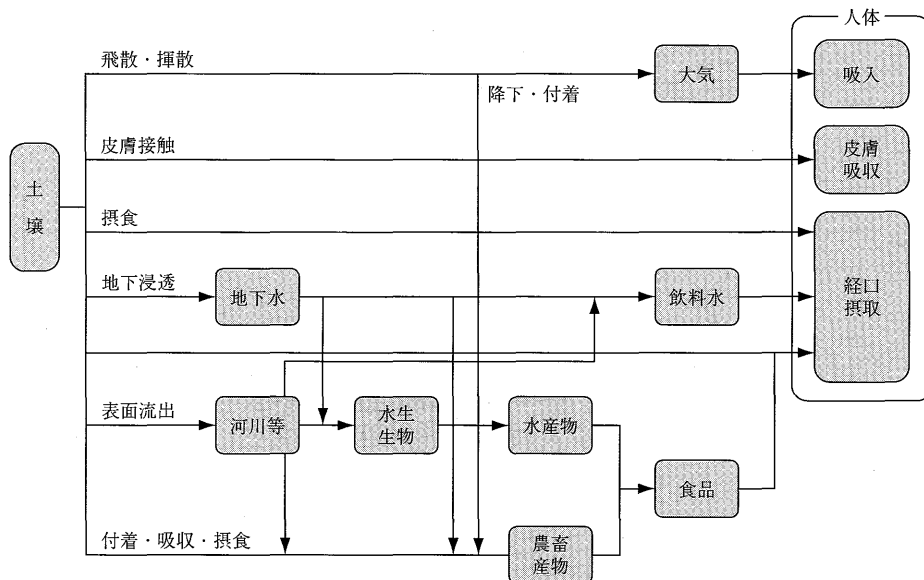 人体
飛散・揮散
大気
吸入
降下・付着
皮膚接触
皮膚
吸収
土
壌
摂食
地下浸透
地下水
飲料水
経口
摂取
表面流出
河川等
水生
生物
水産物
食品
付着・吸収・摂食
農畜
産物